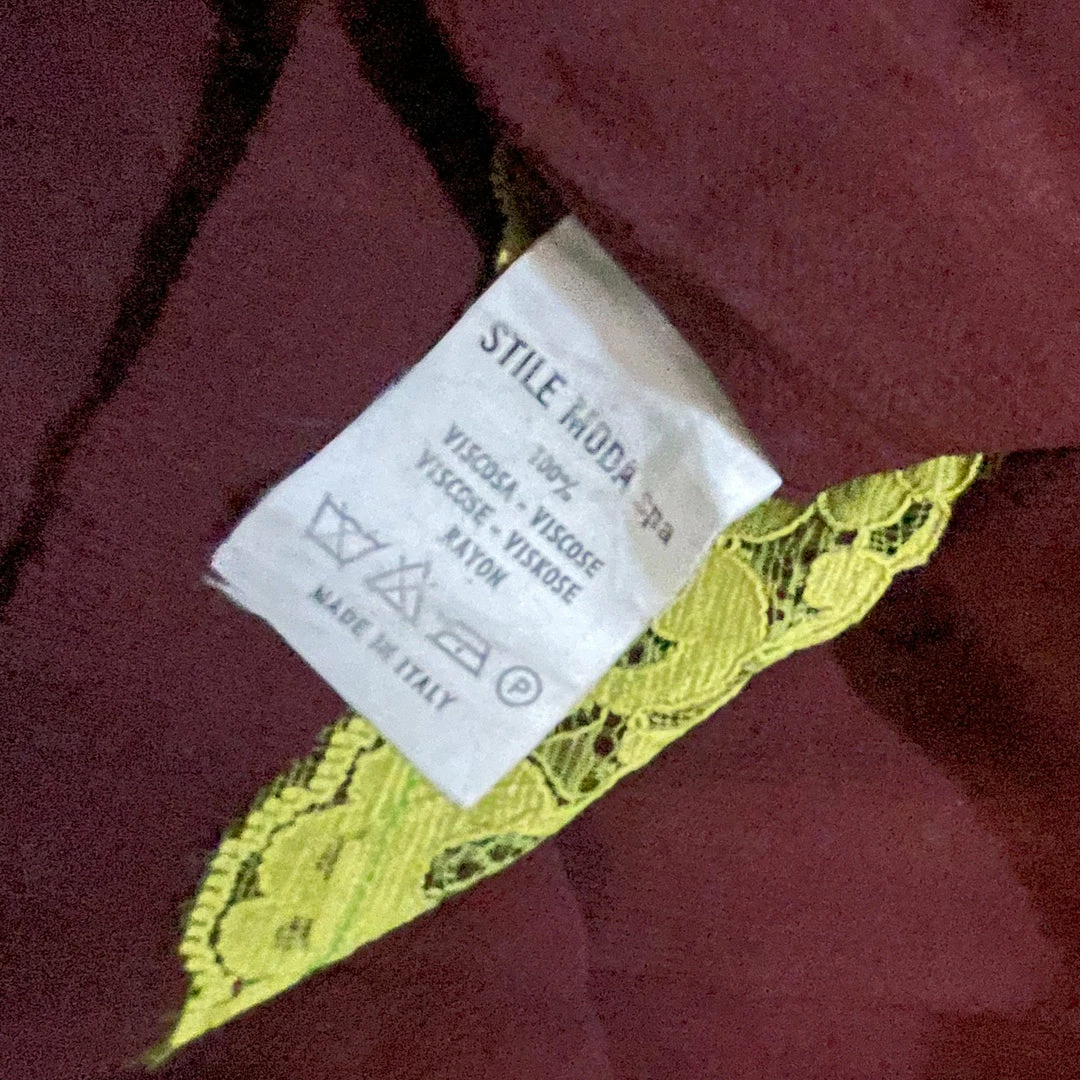 STILE MODA spa
100%
VISCOSA - VISCOSE
VISCOSE - VISKOSE
RAYON
P
MADE IN ITALY